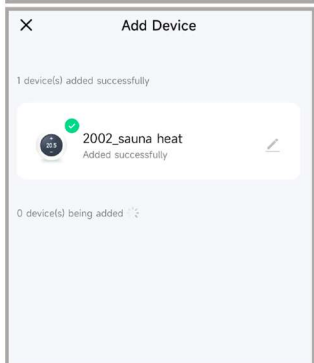 Add Device
1 device(s) added successfully
20.5
2002_sauna heat
Added successfully
0 device(s) being added